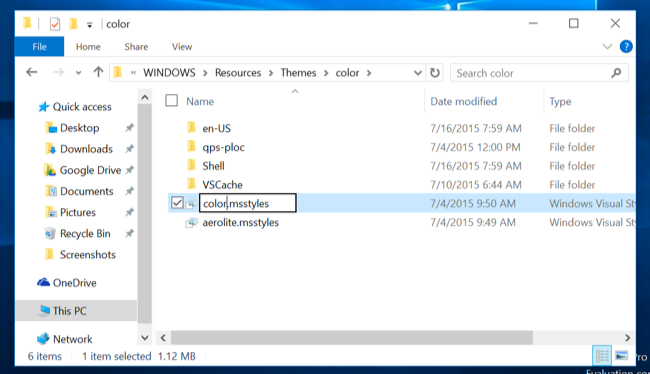 color
File Home Share View
« WINDOWS > Resources > Themes > color > Search color
Name Date modified Type
Quick access
Desktop
Downloads
Google Drive
Documents
Pictures
Recycle Bin
Screenshots
OneDrive
This PC
Network
en-US 7/16/2015 7:59 AM File folder
qps-ploc 7/4/2015 12:00 PM File folder
Shell 7/16/2015 7:59 AM File folder
VSCache 7/10/2015 6:44 AM File folder
color.msstyles 7/4/2015 9:50 AM Windows Visual St
aerolite.msstyles 7/4/2015 9:49 AM Windows Visual St
6 items 1 item selected 1.12 MB
Pro
Evaluation cop